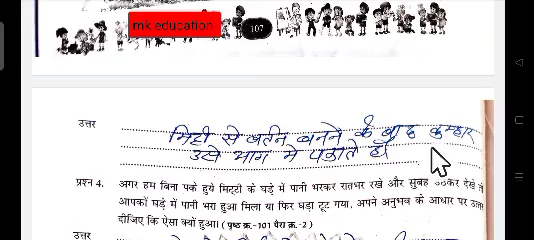 mk education
107
उत्तर
मिट्टी से बर्तन बनने के बाद कुम्हार
उसे भाग मे पकाते हैं
प्रश्न 4. अगर हम बिना पके हुये मिट्टी के घड़े में पानी भरकर रातभर रखे और सुबह उठकर देखे तो
आपकों घड़े में पानी भरा हुआ मिला या फिर घड़ा टूट गया, अपने अनुभव के आधार पर उत्तर
दीजिए कि ऐसा क्यों हुआ। (पृष्ठ क्र.-101 पैरा क्र.-2)
उत्तर